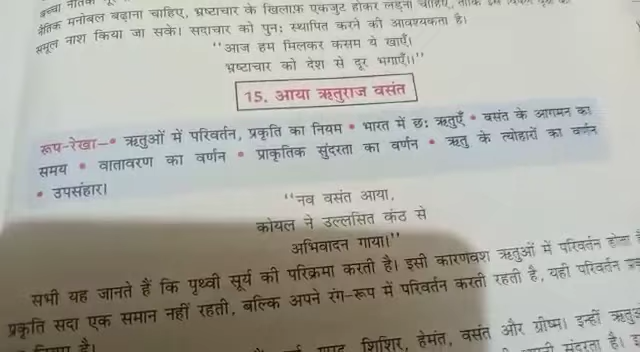 नैतिक मनोबल बढ़ाना चाहिए, भ्रष्टाचार के खिलाफ एकजुट होकर लड़ना चाहिए, ताकि
समूल नाश किया जा सके। सदाचार को पुनः स्थापित करने की आवश्यकता है।
"आज हम मिलकर कसम ये खाएँ।
भ्रष्टाचार को देश से दूर भगाएँ।।"
15. आया ऋतुराज वसंत
रूप-रेखा—• ऋतुओं में परिवर्तन, प्रकृति का नियम • भारत में छः ऋतुएँ • वसंत के आगमन का
समय • वातावरण का वर्णन • प्राकृतिक सुंदरता का वर्णन • ऋतु के त्योहारों का वर्णन
• उपसंहार।
"नव वसंत आया,
कोयल ने उल्लसित कंठ से
अभिवादन गाया।"
सभी यह जानते हैं कि पृथ्वी सूर्य की परिक्रमा करती है। इसी कारणवश ऋतुओं में परिवर्तन होता
प्रकृति सदा एक समान नहीं रहती, बल्कि अपने रंग-रूप में परिवर्तन करती रहती है, यही परिवर्तन
है।
शिशिर, हेमंत, वसंत और ग्रीष्म। इन्हीं
सुंदरता है।